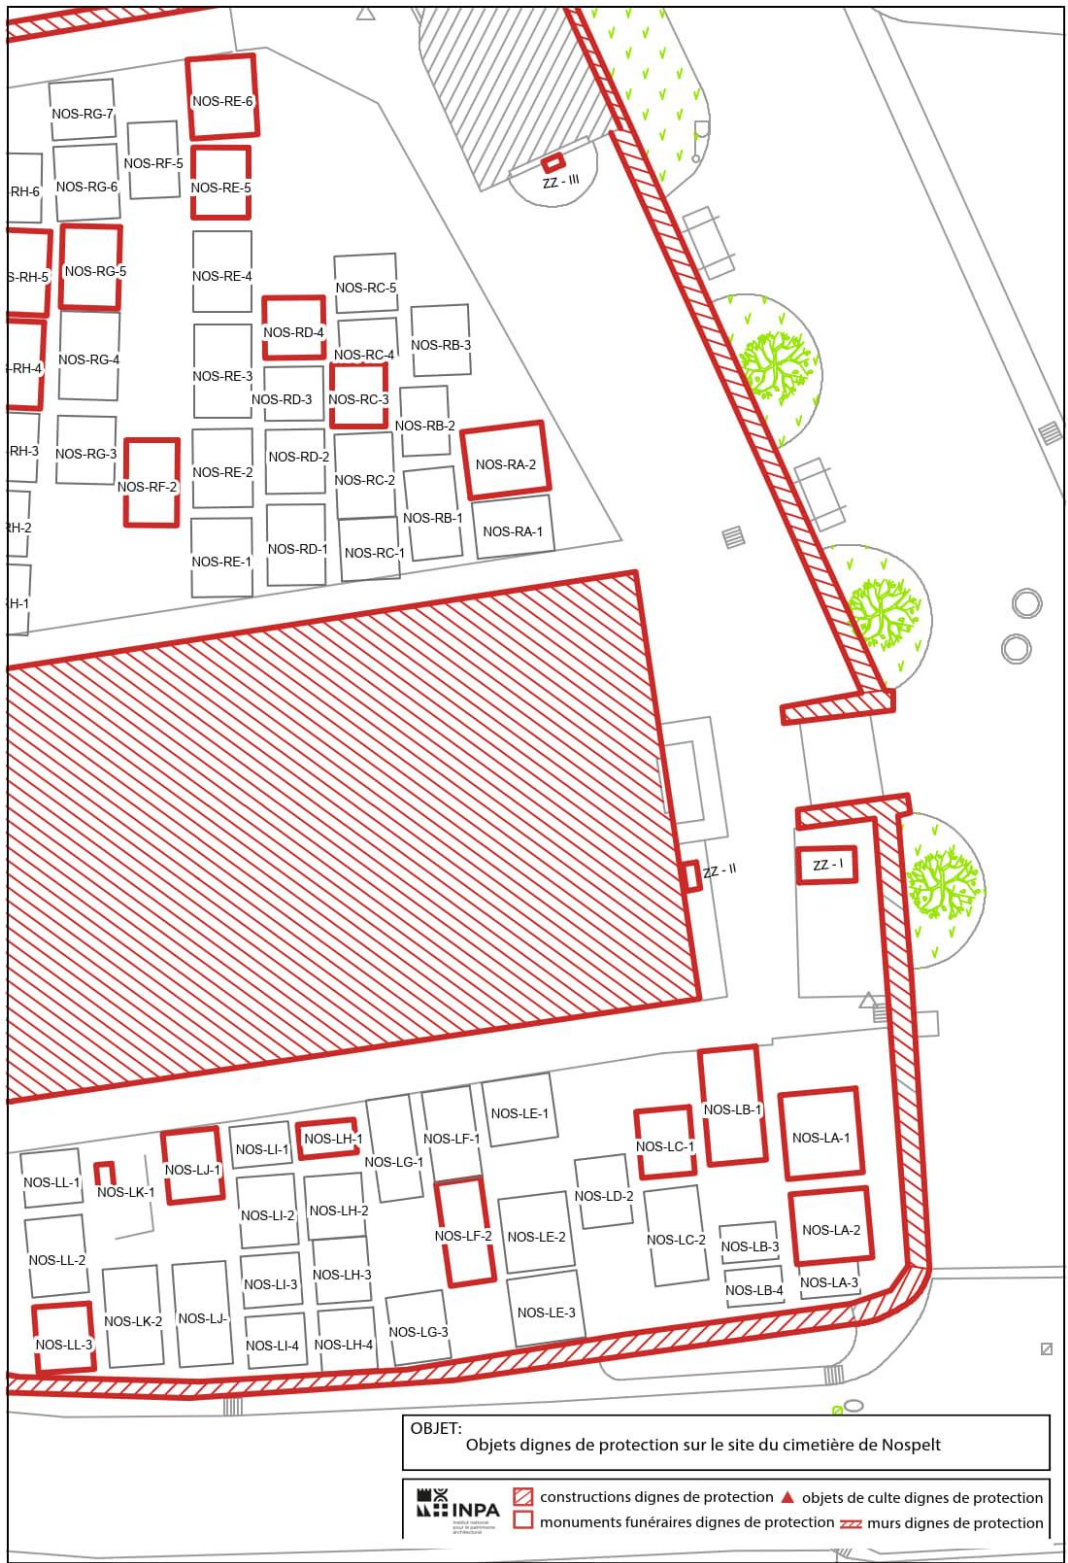 NOS-RE-6
NOS-RG-7
NOS-RF-5
-RH-6
NOS-RG-6
NOS-RE-5
ZZ - III
S-RH-5
NOS-RG-5
NOS-RE-4
NOS-RC-5
NOS-RD-4
NOS-RC-4
NOS-RB-3
-RH-4
NOS-RG-4
NOS-RE-3
NOS-RD-3
NOS-RC-3
NOS-RB-2
RH-3
NOS-RG-3
NOS-RF-2
NOS-RE-2
NOS-RD-2
NOS-RC-2
NOS-RA-2
RH-2
NOS-RB-1
NOS-RA-1
NOS-RE-1
NOS-RD-1
NOS-RC-1
H-1
ZZ - II
ZZ - I
NOS-LE-1
NOS-LB-1
NOS-LA-1
NOS-LH-1
NOS-LF-1
NOS-LC-1
NOS-LI-1
NOS-LG-1
NOS-LJ-1
NOS-LL-1
NOS-LK-1
NOS-LD-2
NOS-LI-2
NOS-LH-2
NOS-LF-2
NOS-LE-2
NOS-LC-2
NOS-LA-2
NOS-LB-3
NOS-LL-2
NOS-LI-3
NOS-LH-3
NOS-LB-4
NOS-LA-3
NOS-LK-2
NOS-LJ-
NOS-LE-3
NOS-LG-3
NOS-LL-3
NOS-LI-4
NOS-LH-4
OBJET:
Objets dignes de protection sur le site du cimetière de Nospelt
INPA
institut national
pour le patrimoine
architectural
constructions dignes de protection
objets de culte dignes de protection
monuments funéraires dignes de protection
murs dignes de protection